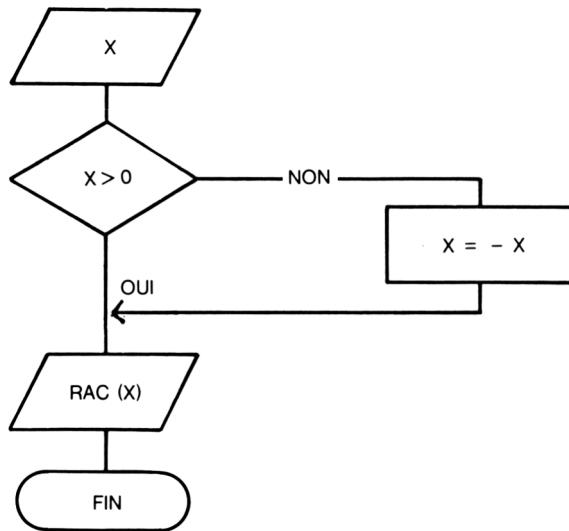 X
X > 0
NON
X = - X
OUI
RAC (X)
FIN